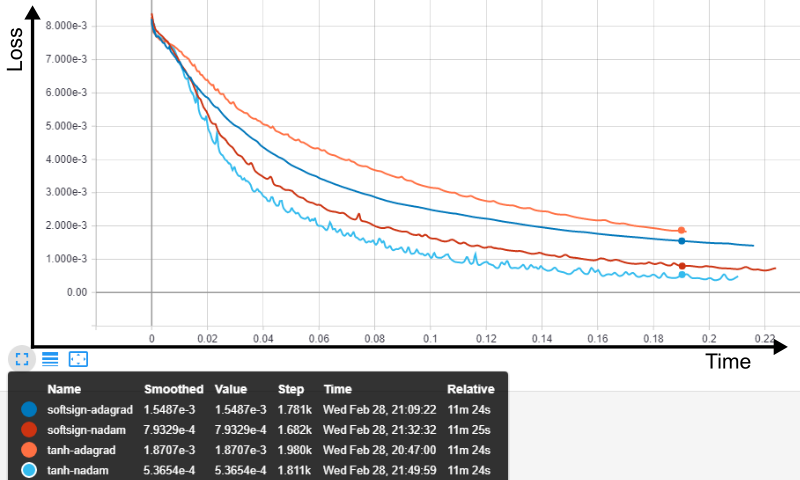 Loss
8.000e-3
7.000e-3
6.000e-3
5.000e-3
4.000e-3
3.000e-3
2.000e-3
1.000e-3
0.00
0 0.02 0.04 0.06 0.08 0.1 0.12 0.14 0.16 0.18 0.2 0.22
Time
Name Smoothed Value Step Time Relative
softsign-adagrad 1.5487e-3 1.5487e-3 1.781k Wed Feb 28, 21:09:22 11m 24s
softsign-nadam 7.9329e-4 7.9329e-4 1.682k Wed Feb 28, 21:32:32 11m 25s
tanh-adagrad 1.8707e-3 1.8707e-3 1.980k Wed Feb 28, 20:47:00 11m 24s
tanh-nadam 5.3654e-4 5.3654e-4 1.811k Wed Feb 28, 21:49:59 11m 24s